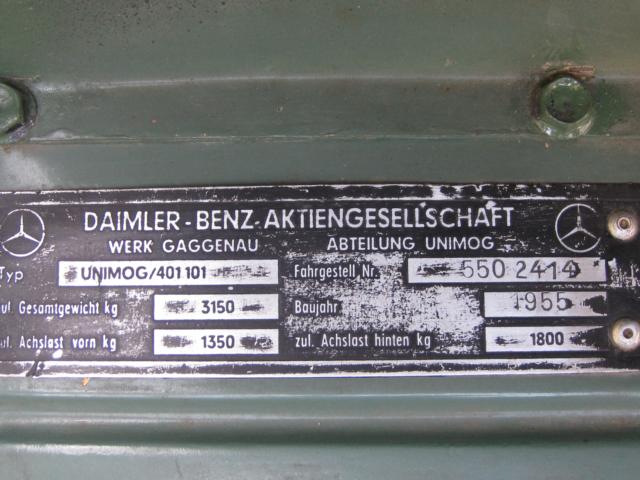 DAIMLER-BENZ-AKTIENGESELLSCHAFT
WERK GAGGENAU ABTEILUNG UNIMOG
Typ UNIMOG/401 101 Fahrgestell Nr. 550 2414
zul. Gesamtgewicht kg 3150 Baujahr 1955
zul. Achslast vorn kg 1350 zul. Achslast hinten kg 1800